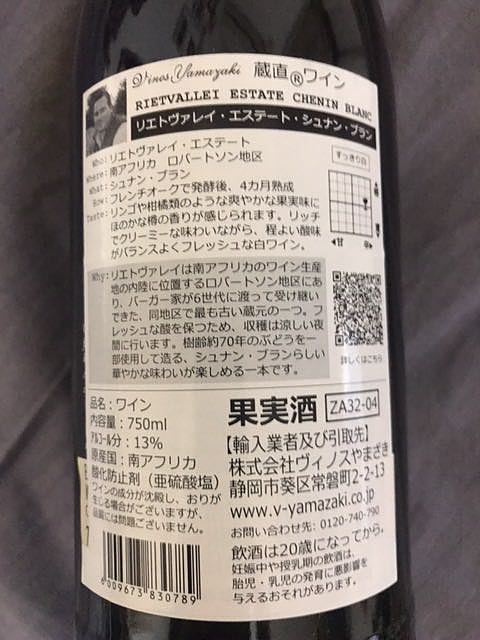 Vinos Yamazaki 蔵直®ワイン
RIETVALLEI ESTATE CHENIN BLANC
リエトヴァレイ・エステート・シュナン・ブラン
Who:リエトヴァレイ・エステート
Where:南アフリカ ロバートソン地区
What:シュナン・ブラン
How:フレンチオークで発酵後、4カ月熟成
Taste:リンゴや柑橘類のような爽やかな果実味に
ほのかな樽の香りが感じられます。リッチ
でクリーミーな味わいながら、程よい酸味
がバランスよくフレッシュな白ワイン。
すっきり白
甘
Why:リエトヴァレイは南アフリカのワイン生産
地の内陸に位置するロバートソン地区にあ
り、バーガー家が6世代に渡って受け継い
できた、同地区で最も古い蔵元の一つ。フ
レッシュな酸を保つため、収穫は涼しい夜
間に行います。樹齢約70年のぶどうを一
部使用して造る、シュナン・ブランらしい
華やかな味わいが楽しめる一本です。
詳しくはこちら
品名:ワイン
内容量:750ml
アルコール分:13%
原産国:南アフリカ
酸化防止剤(亜硫酸塩)
ワインの成分が沈殿し、おりが
生じる場合がございますが、
品質には問題ございません。
6009673830789
果実酒 ZA32-04
【輸入業者及び引取先】
株式会社ヴィノスやまざき
静岡市葵区常磐町2-2-13
www.v-yamazaki.co.jp
お問い合わせ先: 0120-740-790
飲酒は20歳になってから。
妊娠中や授乳期の飲酒は、
胎児・乳児の発育に悪影響を
与えるおそれがあります。